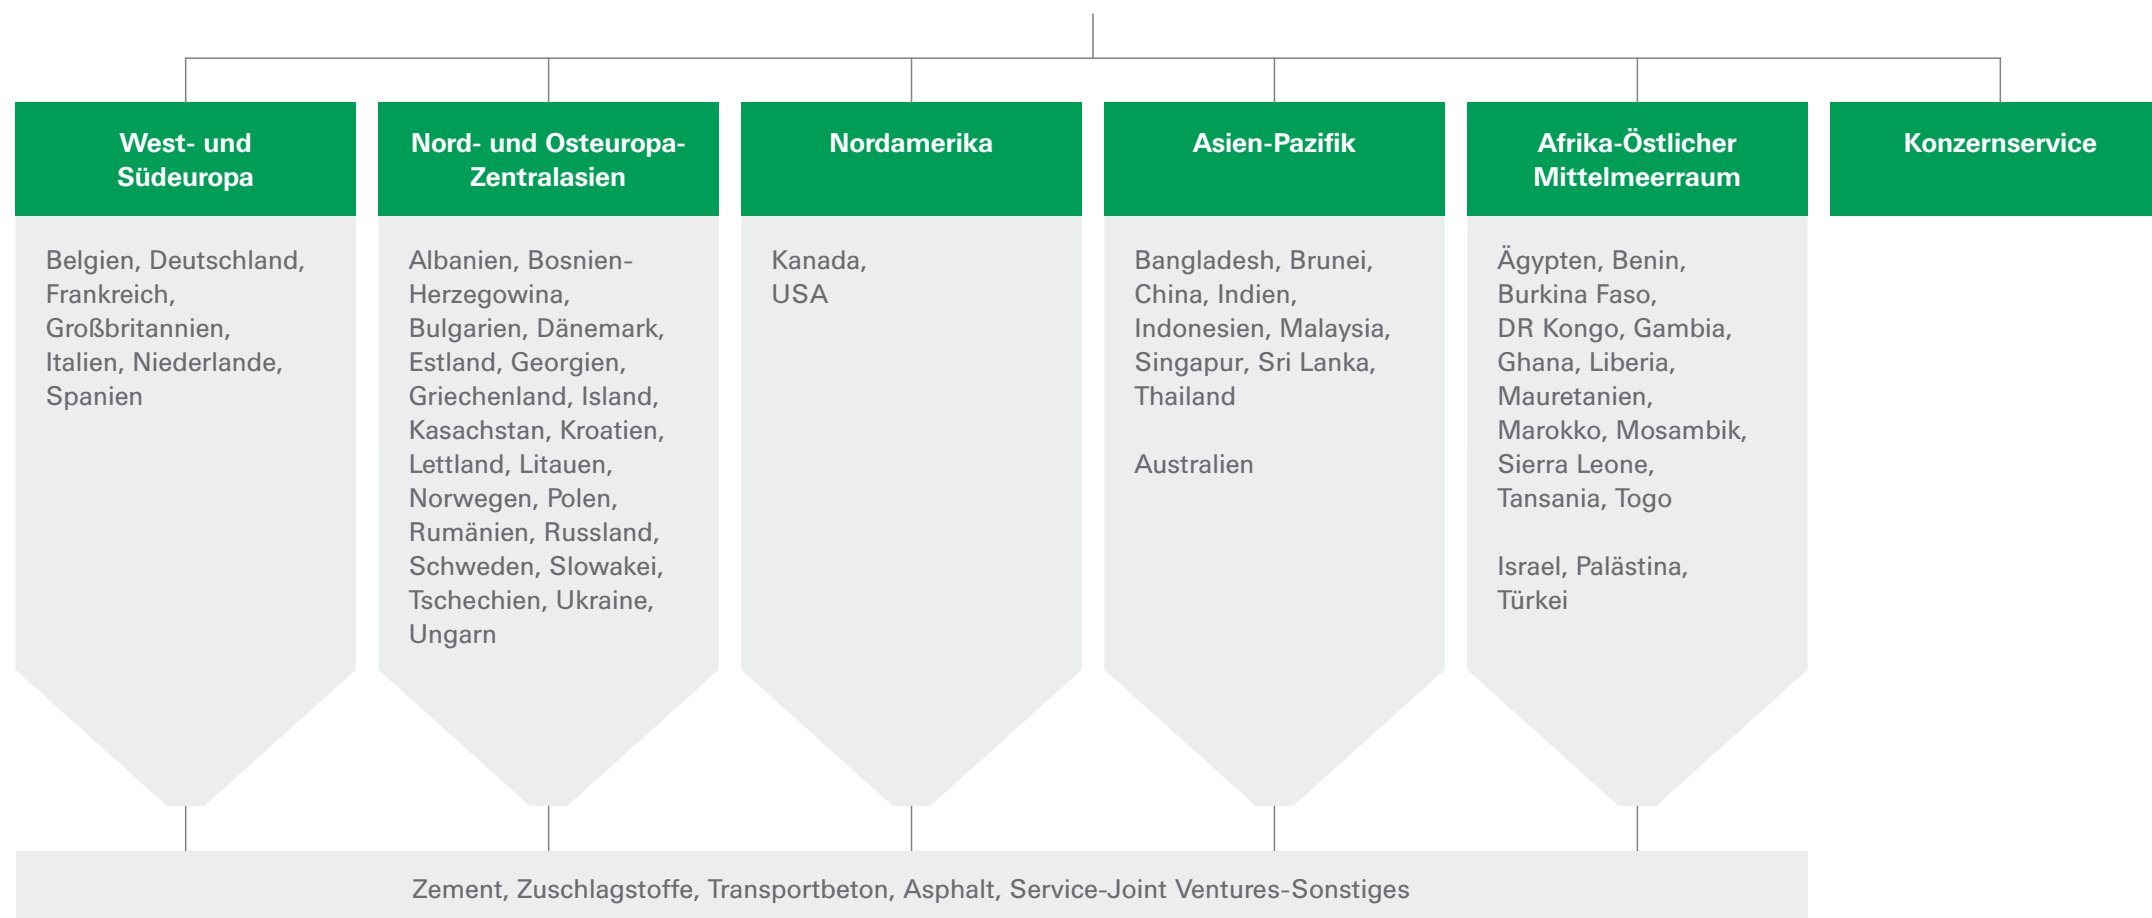 West- und
Südeuropa
Belgien, Deutschland,
Frankreich,
Großbritannien,
Italien, Niederlande,
Spanien
Nord- und Osteuropa-
Zentralasien
Albanien, Bosnien-
Herzegowina,
Bulgarien, Dänemark,
Estland, Georgien,
Griechenland, Island,
Kasachstan, Kroatien,
Lettland, Litauen,
Norwegen, Polen,
Rumänien, Russland,
Schweden, Slowakei,
Tschechien, Ukraine,
Ungarn
Nordamerika
Kanada,
USA
Asien-Pazifik
Bangladesh, Brunei,
China, Indien,
Indonesien, Malaysia,
Singapur, Sri Lanka,
Thailand
Australien
Afrika-Östlicher
Mittelmeerraum
Ägypten, Benin,
Burkina Faso,
DR Kongo, Gambia,
Ghana, Liberia,
Mauretanien,
Marokko, Mosambik,
Sierra Leone,
Tansania, Togo
Israel, Palästina,
Türkei
Konzernservice
Zement, Zuschlagstoffe, Transportbeton, Asphalt, Service-Joint Ventures-Sonstiges